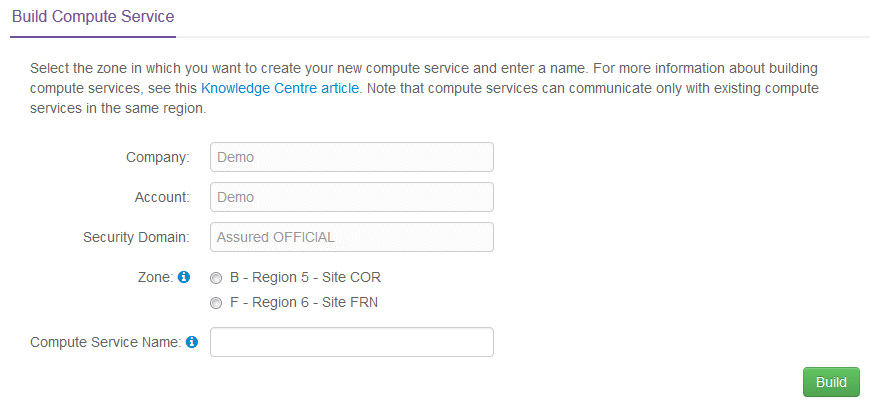 Build Compute Service
Select the zone in which you want to create your new compute service and enter a name. For more information about building
compute services, see this Knowledge Centre article. Note that compute services can communicate only with existing compute
services in the same region.
Company: Demo
Account: Demo
Security Domain: Assured OFFICIAL
Zone: i B - Region 5 - Site COR
F - Region 6 - Site FRN
Compute Service Name: i
Build